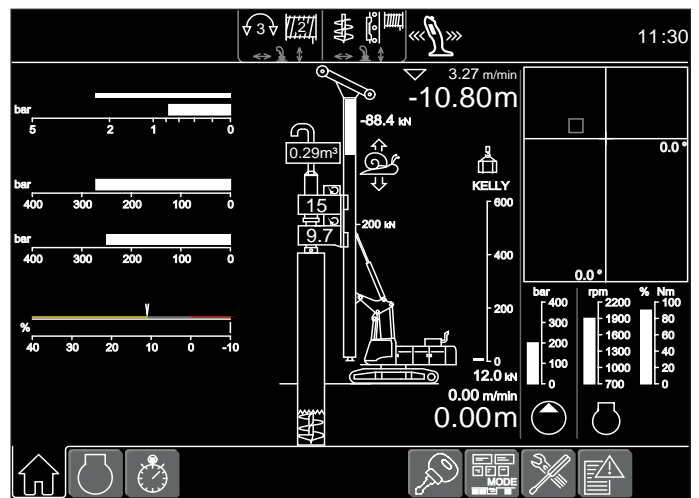 3 2 11:30
3.27 m/min
-10.80m
bar
5 2 1 0
-88.4 kN
0.29m³
KELLY
0.0 °
bar
400 300 200 100 0
15
600
-200 kN
bar
400 300 200 100 0
9.7
400
0.0 °
bar rpm % Nm
400 2200 100
300 1900 80
200 1600 60
1300 40
100 1000 20
0 700 0
200
%
40 30 20 10 0 -10
0
12.0 kN
0.00 m/min
0.00m
MODE